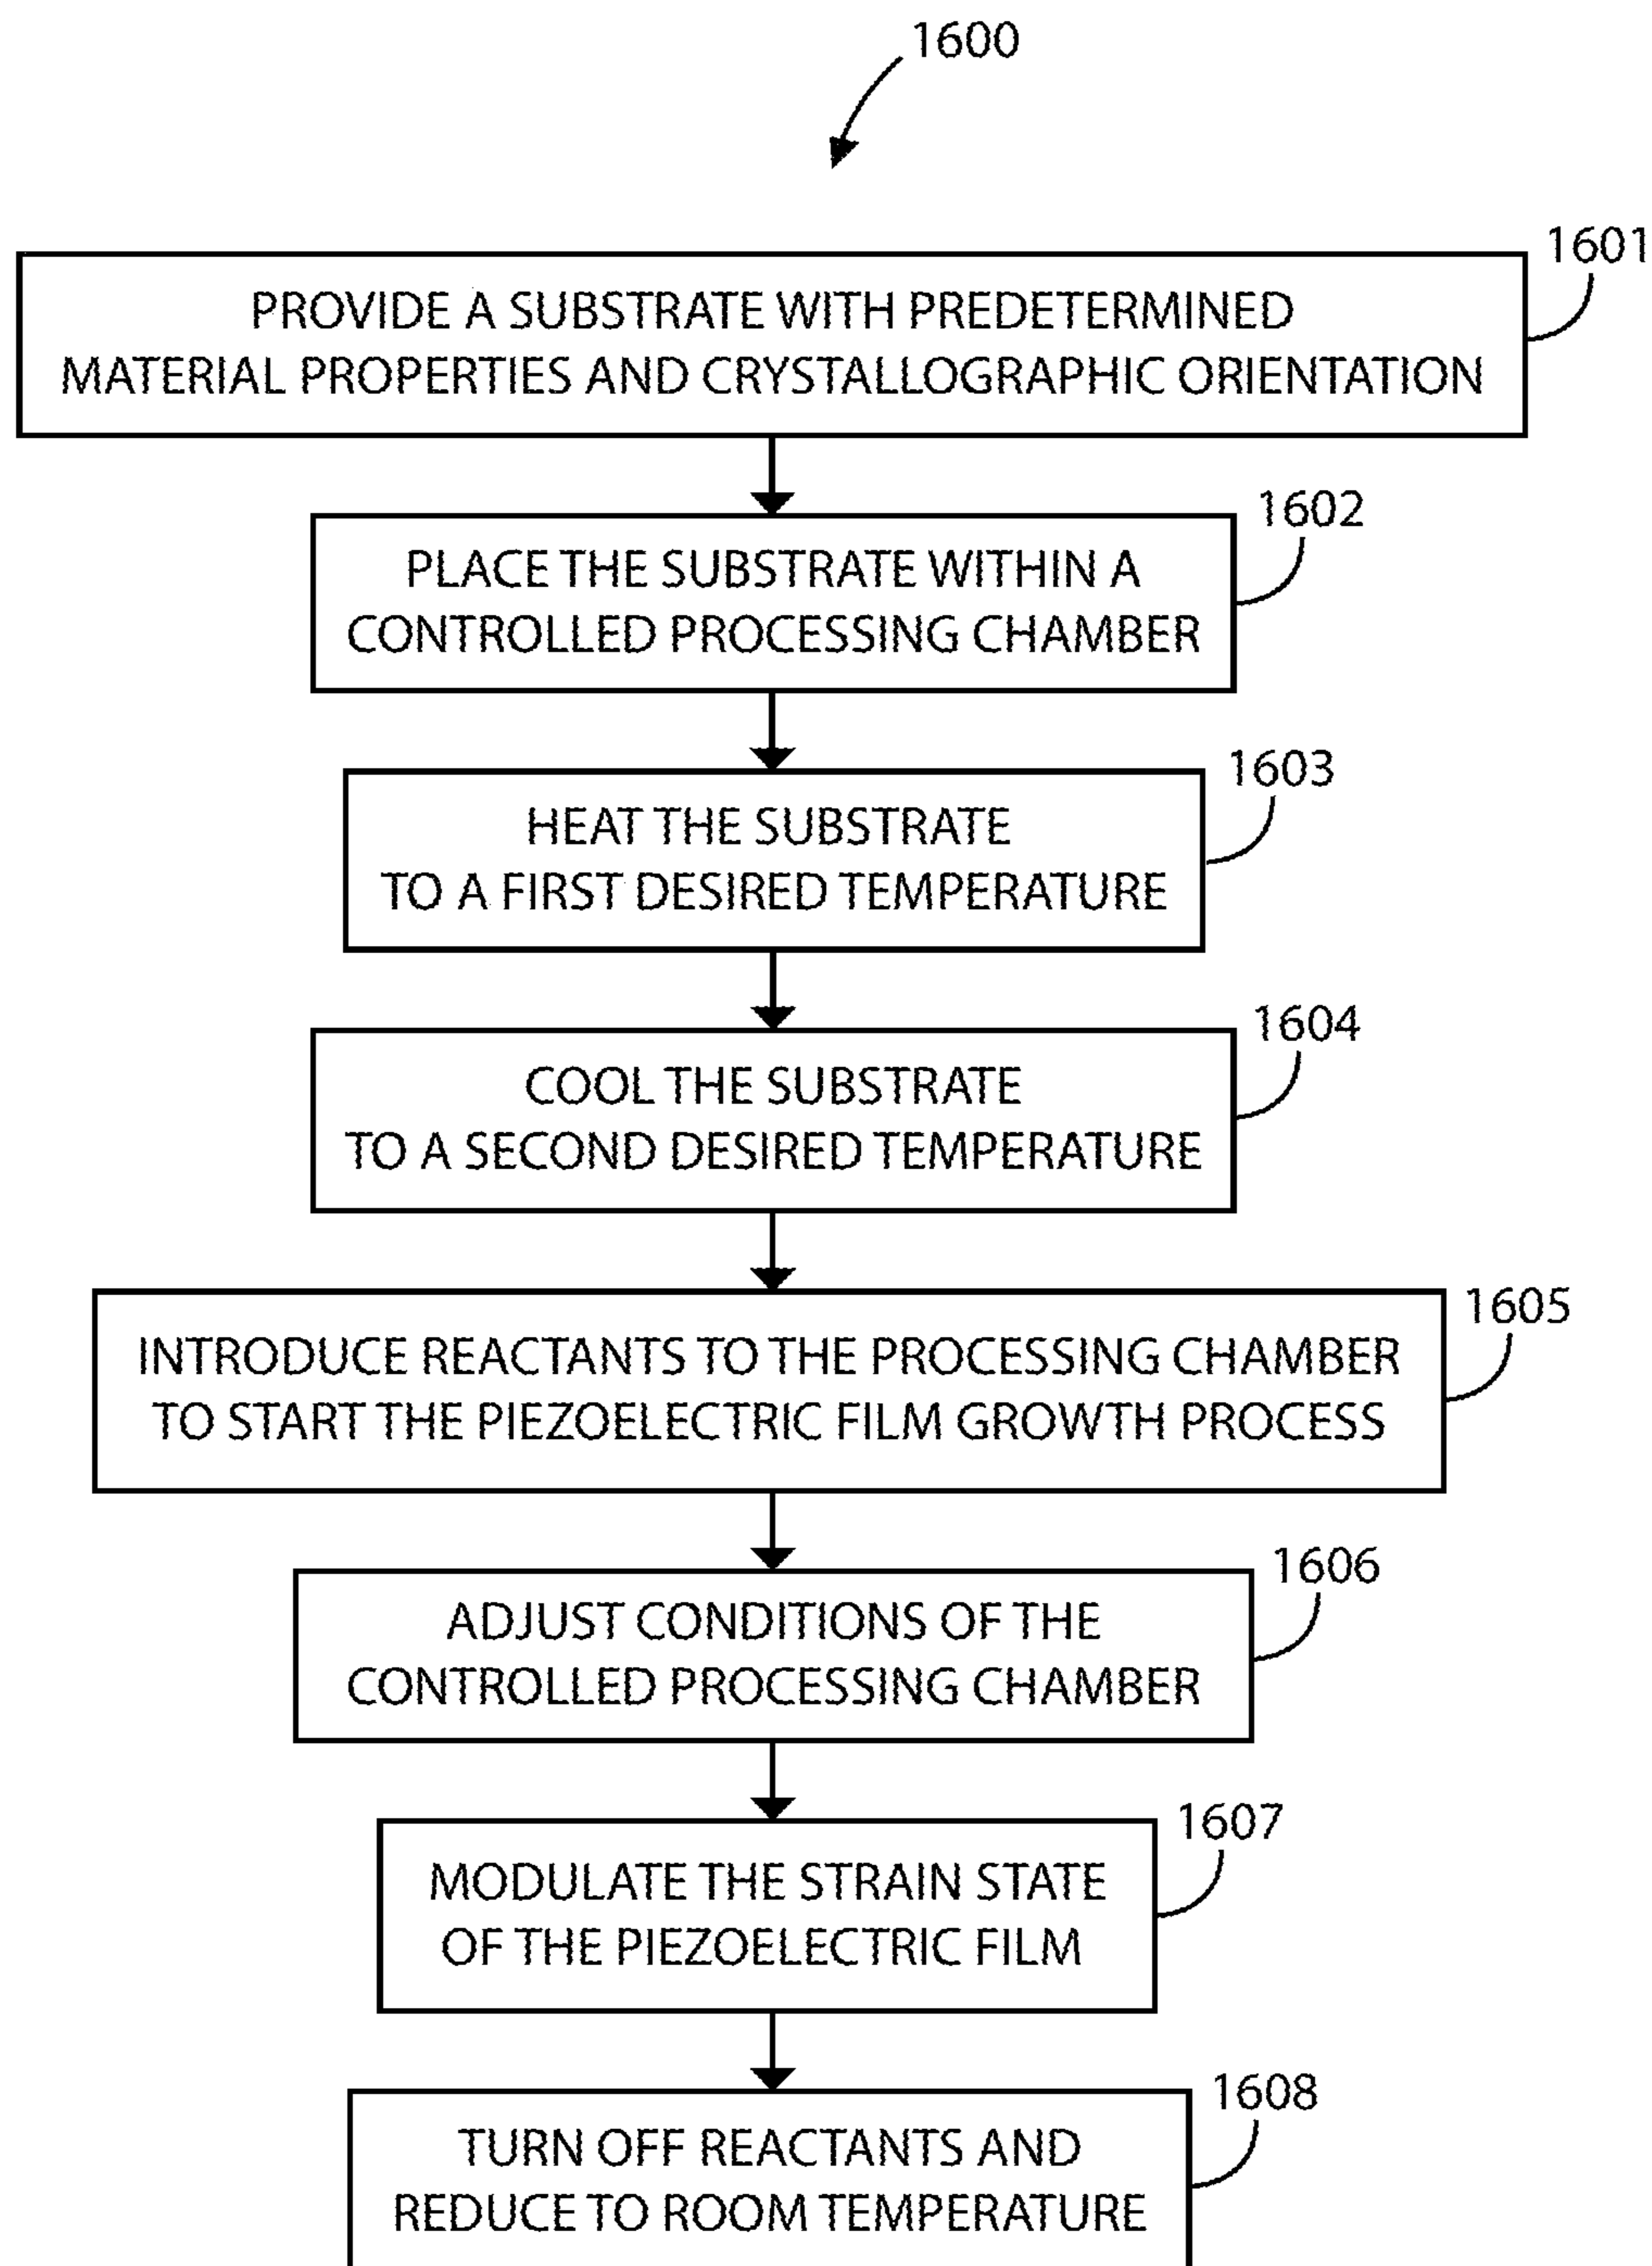 1600
1601
PROVIDE A SUBSTRATE WITH PREDETERMINED
MATERIAL PROPERTIES AND CRYSTALLOGRAPHIC ORIENTATION
1602
PLACE THE SUBSTRATE WITHIN A
CONTROLLED PROCESSING CHAMBER
1603
HEAT THE SUBSTRATE
TO A FIRST DESIRED TEMPERATURE
1604
COOL THE SUBSTRATE
TO A SECOND DESIRED TEMPERATURE
1605
INTRODUCE REACTANTS TO THE PROCESSING CHAMBER
TO START THE PIEZOELECTRIC FILM GROWTH PROCESS
1606
ADJUST CONDITIONS OF THE
CONTROLLED PROCESSING CHAMBER
1607
MODULATE THE STRAIN STATE
OF THE PIEZOELECTRIC FILM
1608
TURN OFF REACTANTS AND
REDUCE TO ROOM TEMPERATURE